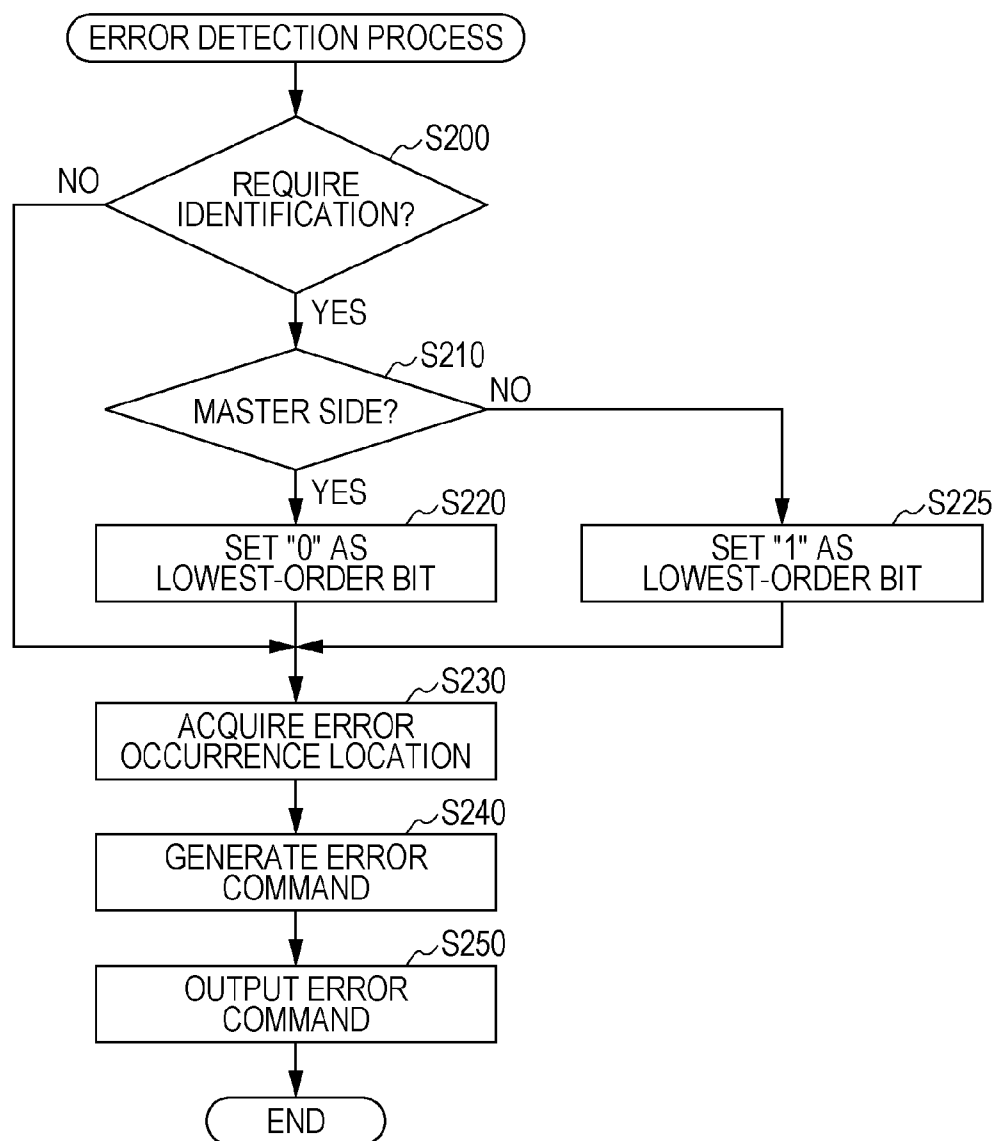 ERROR DETECTION PROCESS
S200
NO
REQUIRE
IDENTIFICATION?
YES
S210
NO
MASTER SIDE?
YES
S220
S225
SET "0" AS
LOWEST-ORDER BIT
SET "1" AS
LOWEST-ORDER BIT
S230
ACQUIRE ERROR
OCCURRENCE LOCATION
S240
GENERATE ERROR
COMMAND
S250
OUTPUT ERROR
COMMAND
END